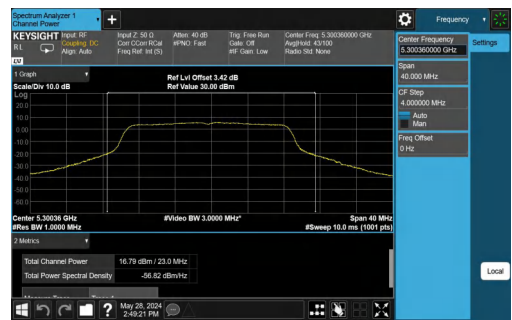 Spectrum Analyzer 1
Channel Power
+
Frequency
KEYSIGHT
RL
Input: RF
Coupling: DC
Align: Auto
Input Z: 50 Ω
Corr CCorr RCal
Freq Ref: Int (S)
Atten: 40 dB
#PNO: Fast
Trig: Free Run
Gate: Off
#IF Gain: Low
Center Freq: 5.300360000 GHz
Avg|Hold: 43/100
Radio Std: None
LV
Center Frequency
5.300360000 GHz
Settings
Span
40.000 MHz
CF Step
4.000000 MHz
Auto
Man
Freq Offset
0 Hz
Local
1 Graph
Scale/Div 10.0 dB
Ref Lvl Offset 3.42 dB
Ref Value 30.00 dBm
Log
20.0
10.0
0.00
-10.0
-20.0
-30.0
-40.0
-50.0
-60.0
Center 5.30036 GHz
#Res BW 1.0000 MHz
#Video BW 3.0000 MHz*
Span 40 MHz
#Sweep 10.0 ms (1001 pts)
2 Metrics
Total Channel Power 16.79 dBm / 23.0 MHz
Total Power Spectral Density -56.82 dBm/Hz
?
May 28, 2024
2:49:21 PM